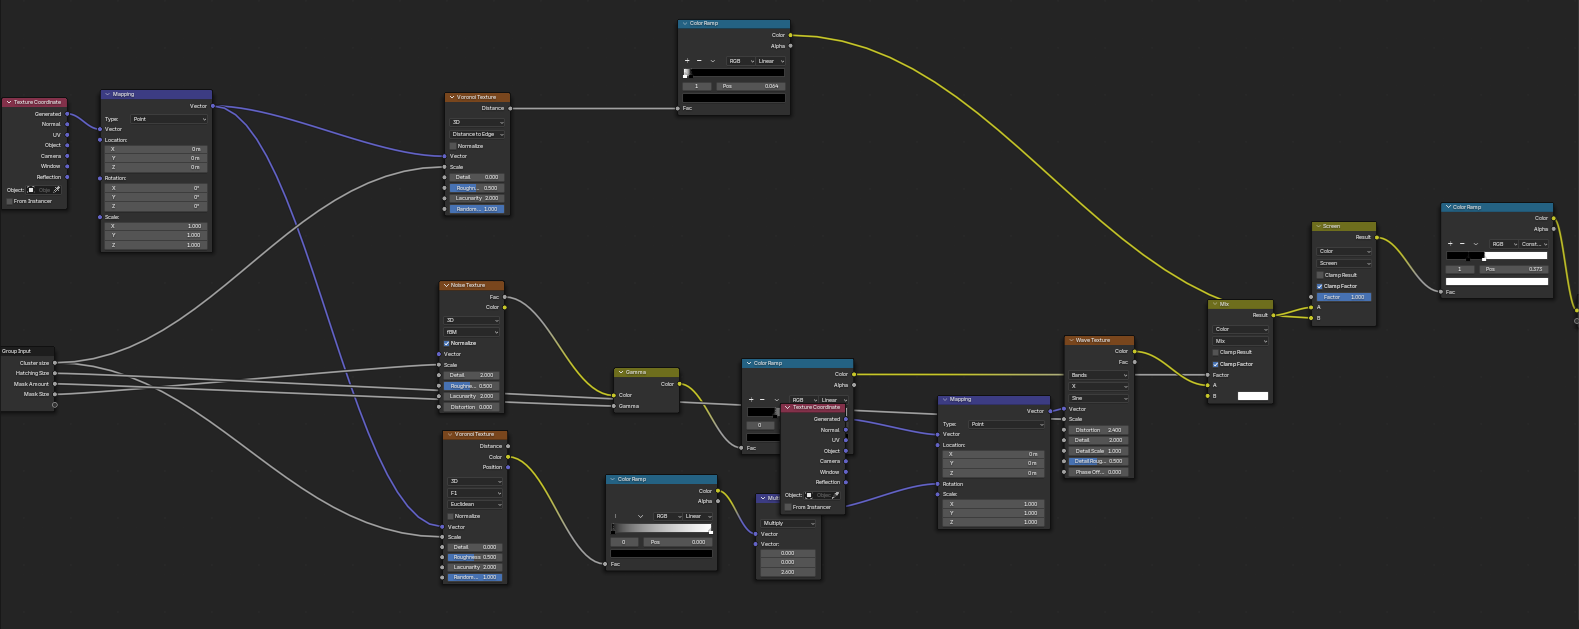 Color Ramp
Color
Alpha
RGB Linear
1 Pos 0.064
Fac
Texture Coordinate
Generated
Normal
UV
Object
Camera
Window
Reflection
Object:
From Instancer
Mapping
Vector
Type: Point
Vector
Location:
X 0 m
Y 0 m
Z 0 m
Rotation:
X 0°
Y 0°
Z 0°
Scale:
X 1.000
Y 1.000
Z 1.000
Voronoi Texture
Distance
3D
Distance to Edge
Normalize
Vector
Scale
Detail 0.000
Roughn... 0.500
Lacunarity 2.000
Random... 1.000
Group Input
Cluster size
Hatching Size
Mask Amount
Mask Size
Noise Texture
Fac
Color
3D
fBM
Normalize
Vector
Scale
Detail 2.000
Roughne... 0.500
Lacunarity 2.000
Distortion 0.000
Voronoi Texture
Distance
Color
Position
3D
F1
Euclidean
Normalize
Vector
Scale
Detail 0.000
Roughness 0.500
Lacunarity 2.000
Random... 1.000
Gamma
Color
Color
Gamma
Color Ramp
Color
Alpha
RGB Linear
0 Pos 0.000
Fac
Color Ramp
Color
Alpha
RGB Linear
0
Fac
Texture Coordinate
Generated
Normal
UV
Object
Camera
Window
Reflection
Object:
From Instancer
Multiply
Vector
Vector:
0.000
0.000
2.600
Mapping
Vector
Type: Point
Vector
Location:
X 0 m
Y 0 m
Z 0 m
Rotation
Scale:
X 1.000
Y 1.000
Z 1.000
Wave Texture
Color
Fac
Bands
X
Sine
Vector
Scale
Distortion 2.400
Detail 2.000
Detail Scale 1.000
Detail Roug... 0.500
Phase Off... 0.000
Mix
Result
Color
Mix
Clamp Result
Clamp Factor
Factor
A
B
Screen
Result
Color
Screen
Clamp Result
Clamp Factor
Factor 1.000
A
B
Color Ramp
Color
Alpha
RGB Const...
1 Pos 0.373
Fac